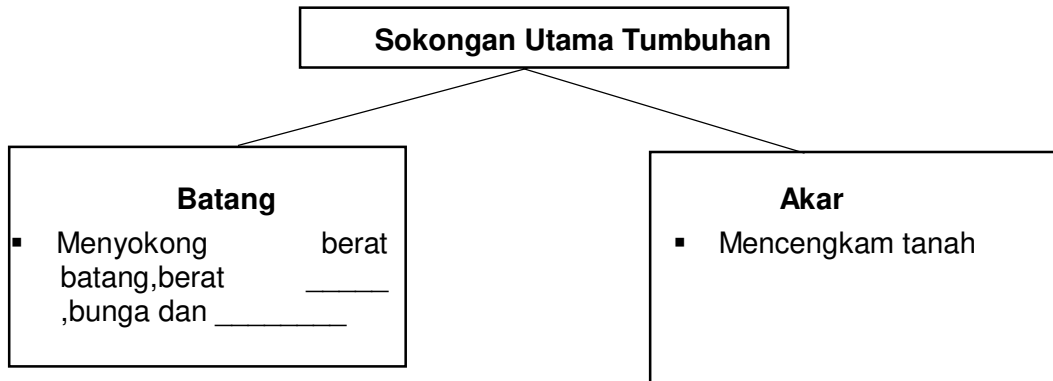 Sokongan Utama Tumbuhan
Batang
▪ Menyokong berat
batang,berat _____
,bunga dan ________
Akar
▪ Mencengkam tanah